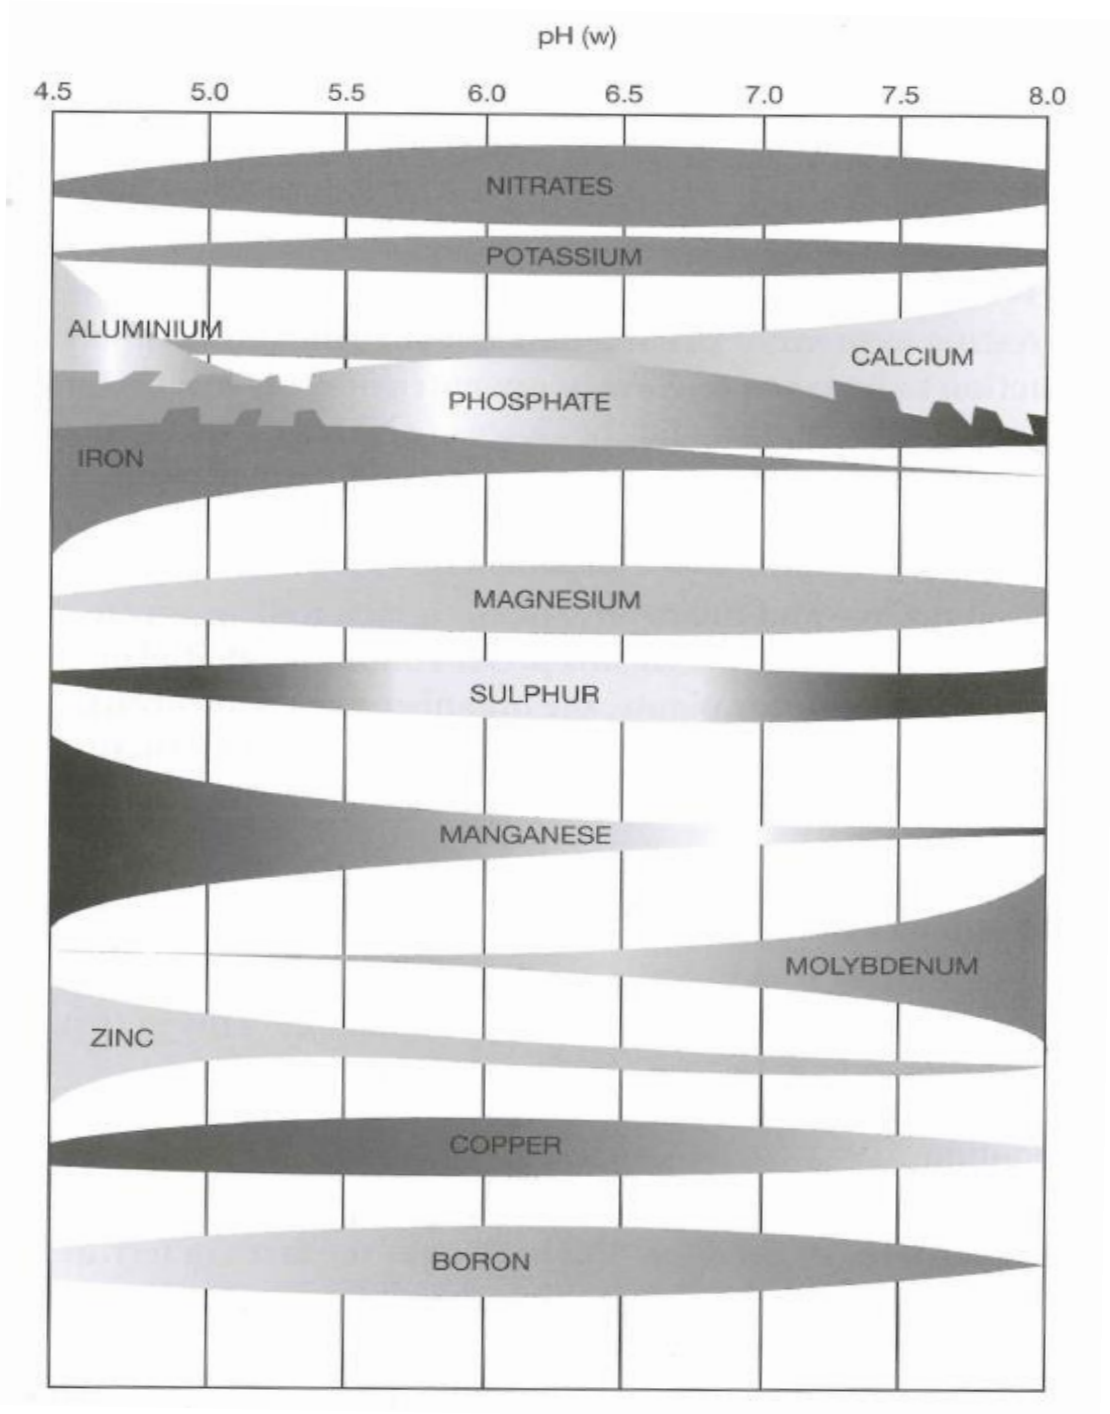 pH (w)
4.5 5.0 5.5 6.0 6.5 7.0 7.5 8.0
NITRATES
POTASSIUM
ALUMINIUM
CALCIUM
PHOSPHATE
IRON
MAGNESIUM
SULPHUR
MANGANESE
MOLYBDENUM
ZINC
COPPER
BORON